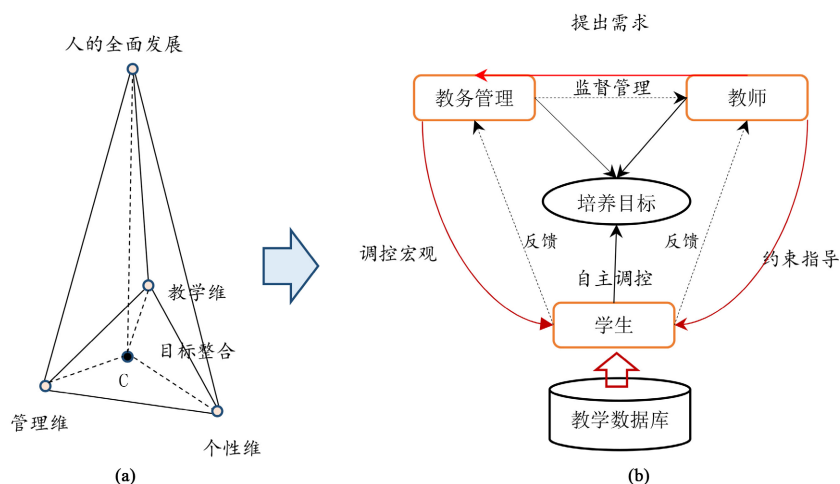 人的全面发展
教学维
目标整合
C
管理维
个性维
(a)
提出需求
教务管理
监督管理
教师
培养目标
调控宏观
反馈
反馈
约束指导
自主调控
学生
教学数据库
(b)